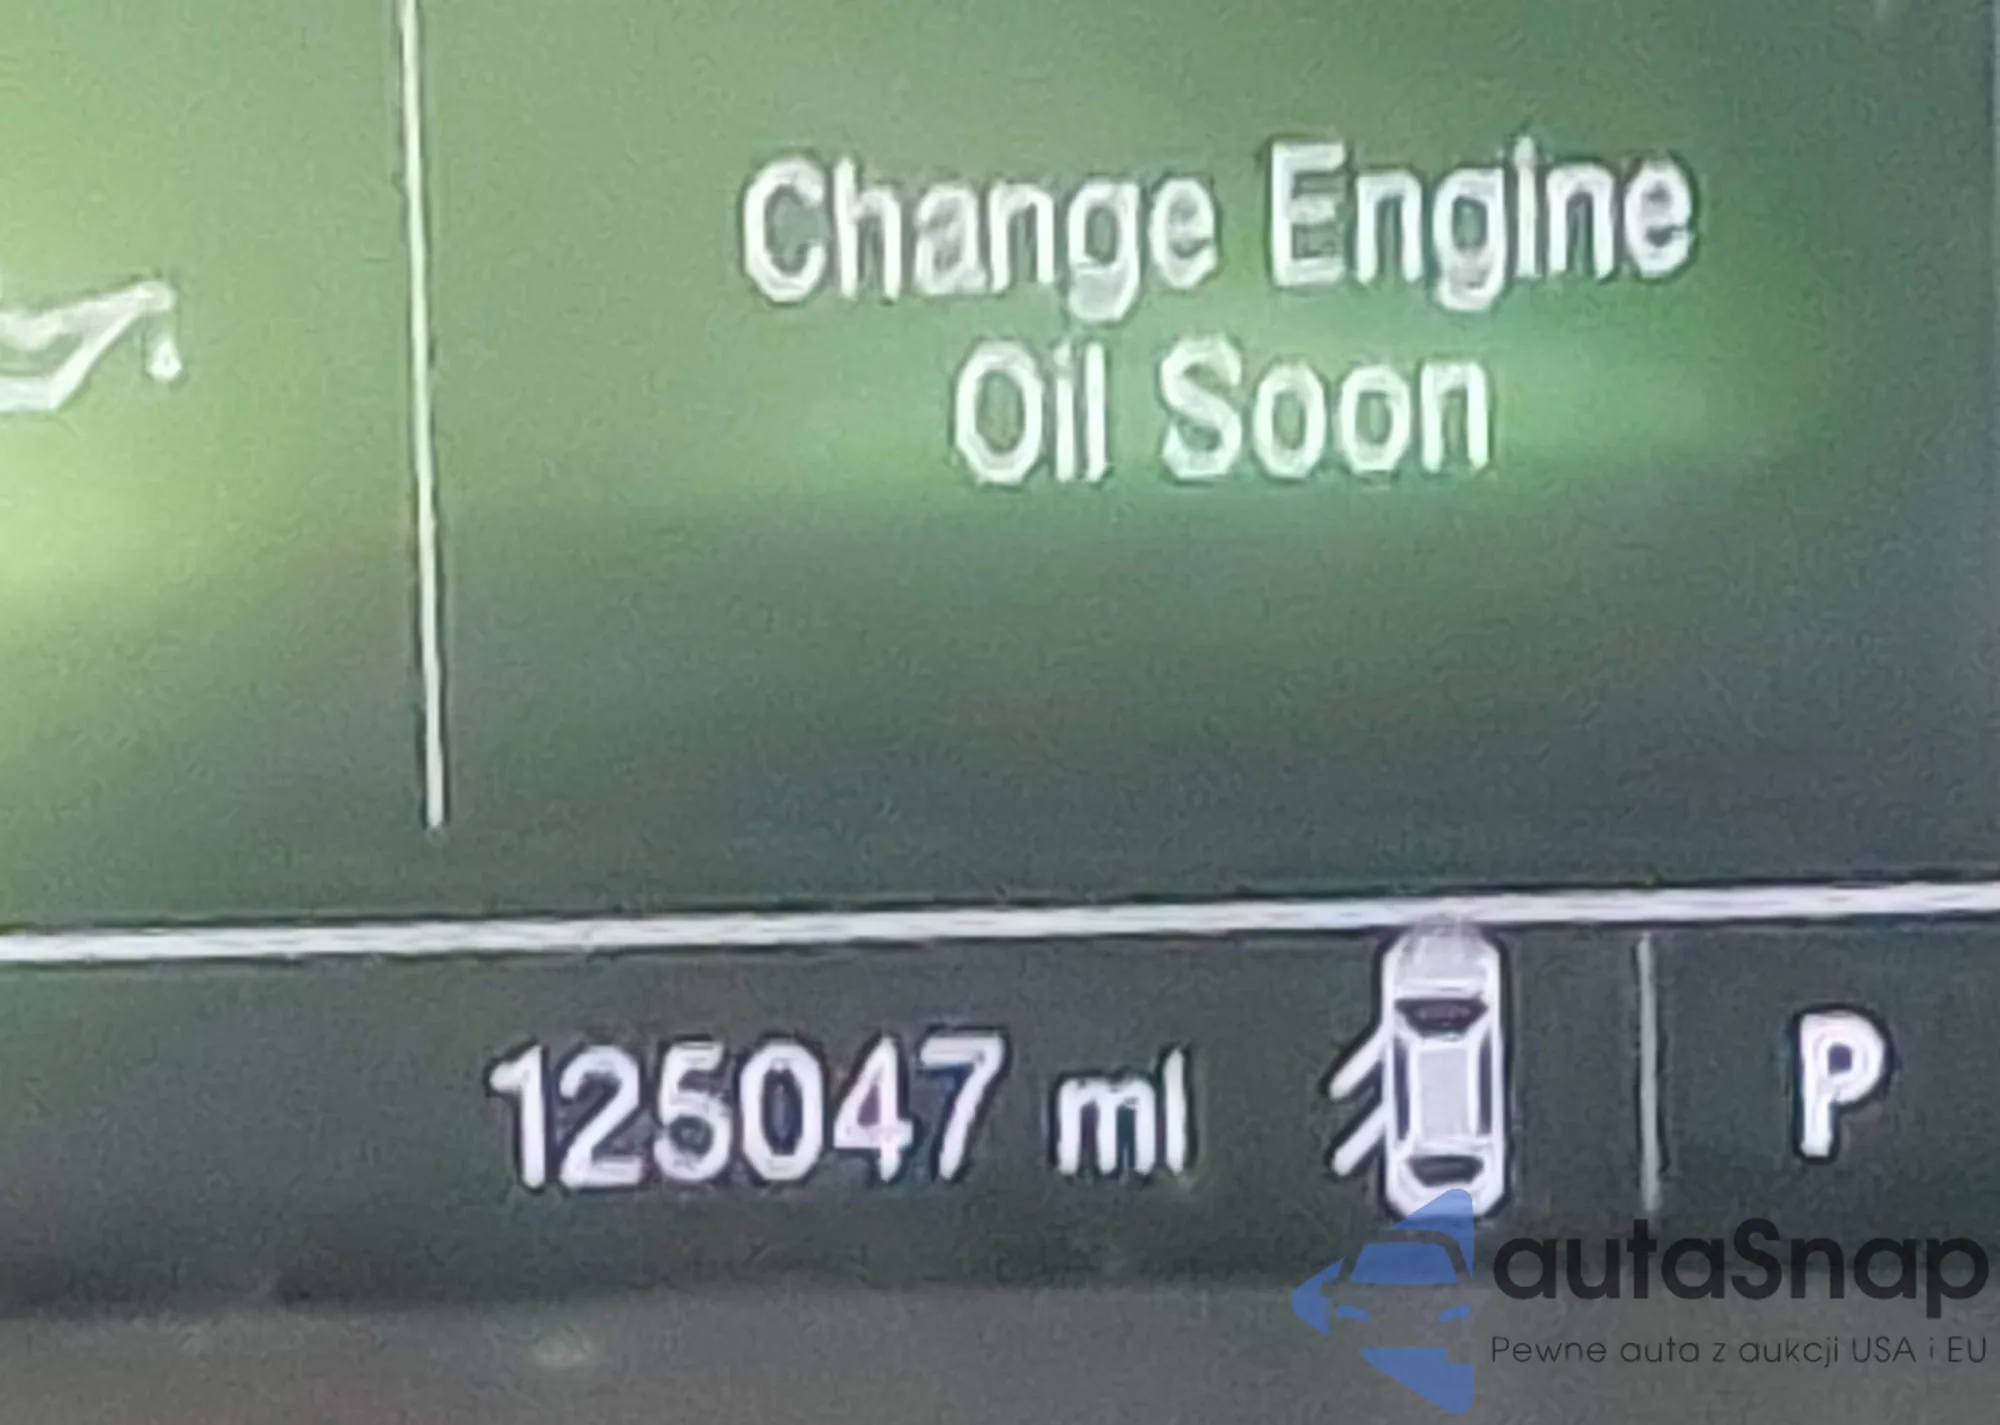 Change Engine
Oil Soon
125047 mi
P
autaSnap
Pewne auta z aukcji USA i EU